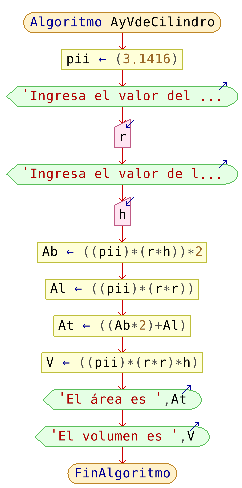 Algoritmo AyVdeCilindro
pii ← (3.1416)
'Ingresa el valor del ...
r
'Ingresa el valor de l...
h
Ab ← ((pii)*(r*h))*2
Al ← ((pii)*(r*r))
At ← ((Ab*2)+Al)
V ← ((pii)*(r*r)*h)
'El área es ',At
'El volumen es ',V
FinAlgoritmo